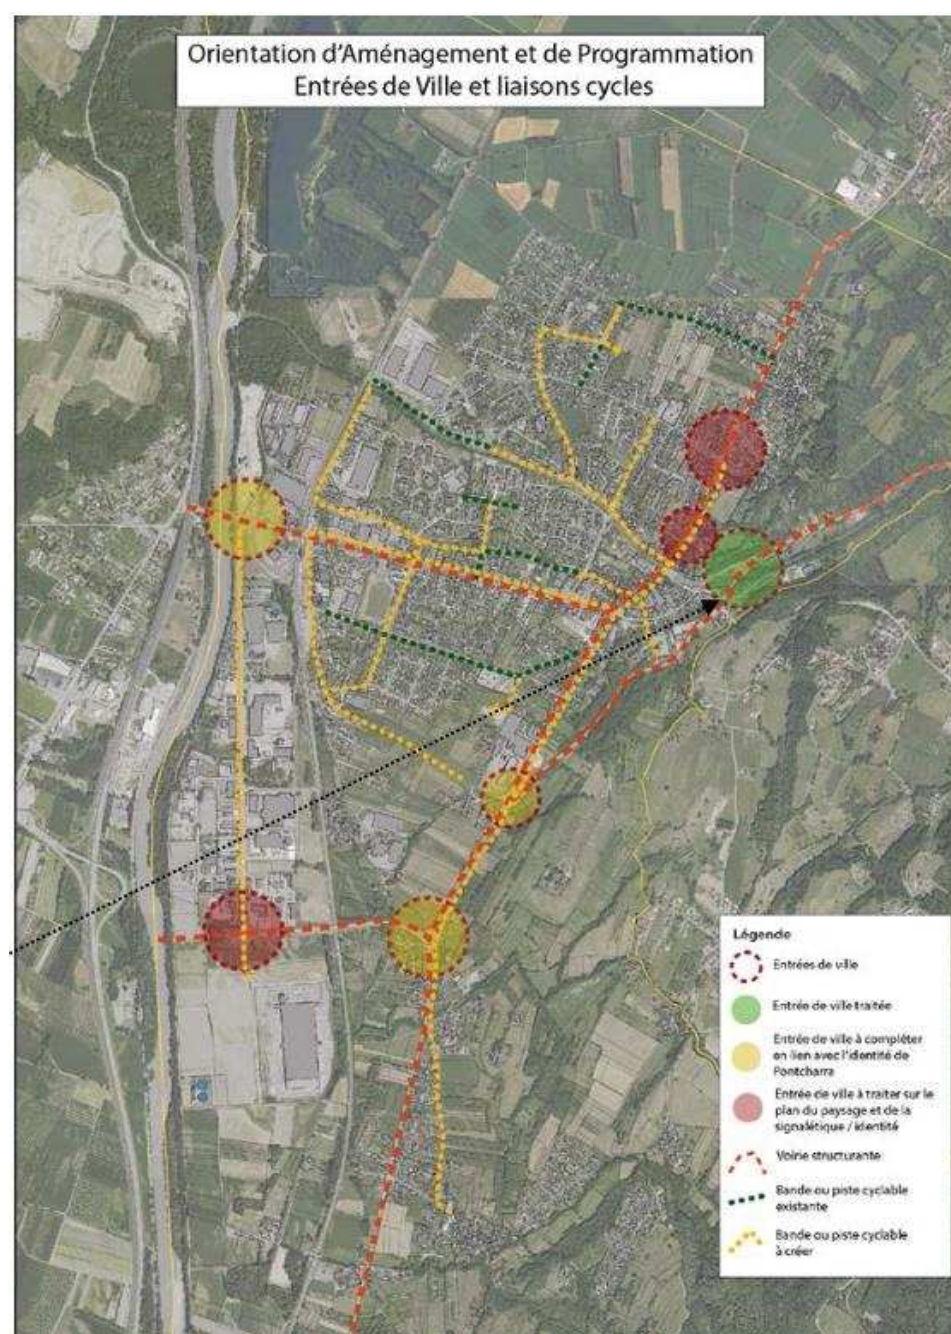 Orientation d'Aménagement et de Programmation
Entrées de Ville et liaisons cycles
Légende
Entrées de ville
Entrée de ville traitée
Entrée de ville à compléter
en lien avec l'identité de
Pontcharra
Entrée de ville à traiter sur le
plan du paysage et de la
signalétique / identité
Voirie structurante
Bande ou piste cyclable
existante
Bande ou piste cyclable
à créer